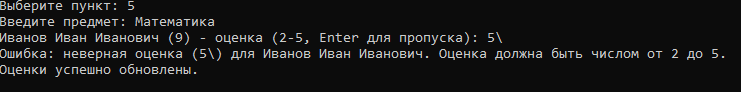 Выберите пункт: 5
Введите предмет: Математика
Иванов Иван Иванович (9) - оценка (2-5, Enter для пропуска): 5\
Ошибка: неверная оценка (5\) для Иванов Иван Иванович. Оценка должна быть числом от 2 до 5.
Оценки успешно обновлены.